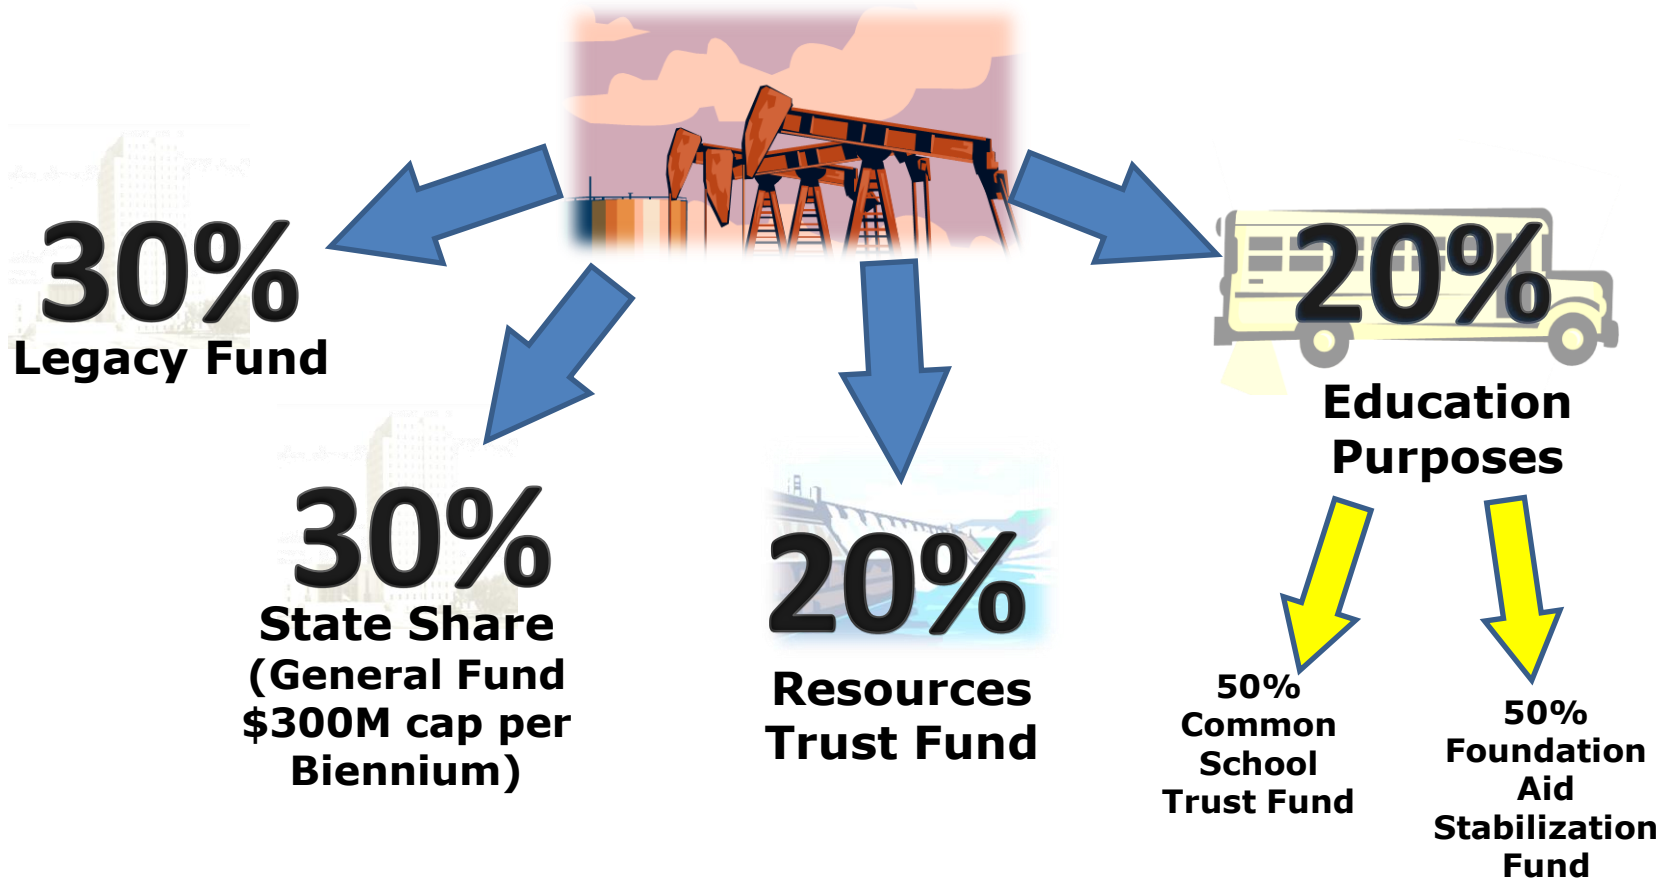 30%
Legacy Fund
30%
State Share
(General Fund
$300M cap per
Biennium)
20%
Resources
Trust Fund
20%
Education
Purposes
50%
Common
School
Trust Fund
50%
Foundation
Aid
Stabilization
Fund